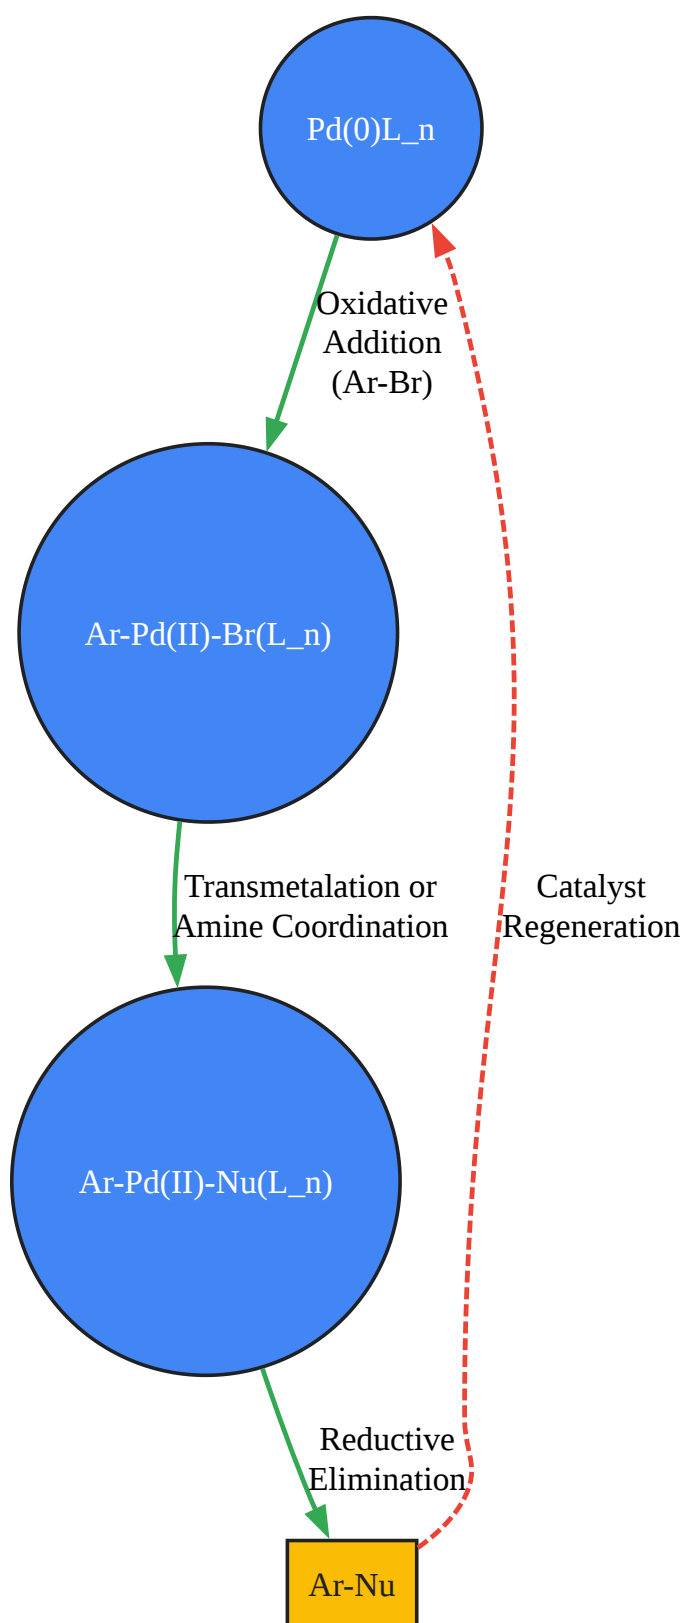 Pd(0)L_n
Oxidative
Addition
(Ar-Br)
Ar-Pd(II)-Br(L_n)
Transmetalation or
Amine Coordination
Catalyst
Regeneration
Ar-Pd(II)-Nu(L_n)
Reductive
Elimination
Ar-Nu